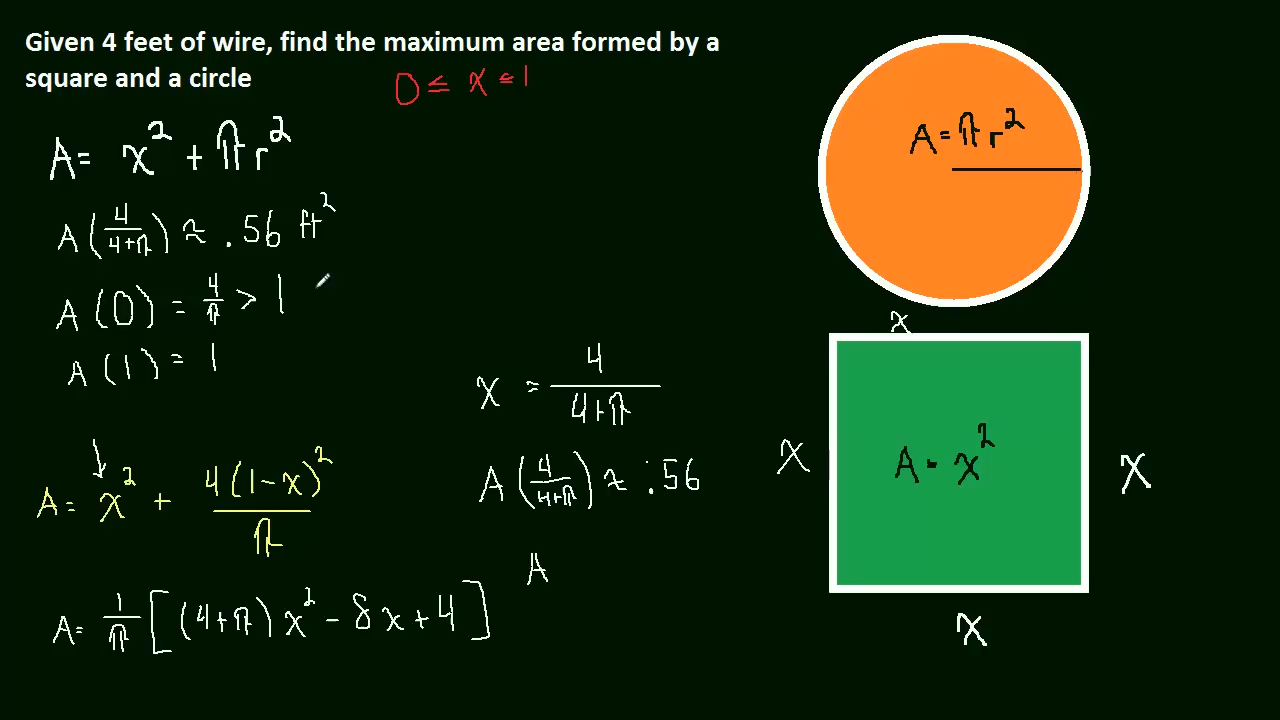 Given 4 feet of wire, find the maximum area formed by a
square and a circle
0 ≤ x ≤ 1
A = x² + πr²
A(4/(4+π)) ≈ .56 ft²
A(0) = 4/π > 1
A(1) = 1
A = x² + 4(1-x)²/π
A = 1/π [(4+π)x² - 8x + 4]
x = 4/(4+π)
A(4/(4+π)) ≈ .56
A
A = πr²
x
x
A = x²
x
x